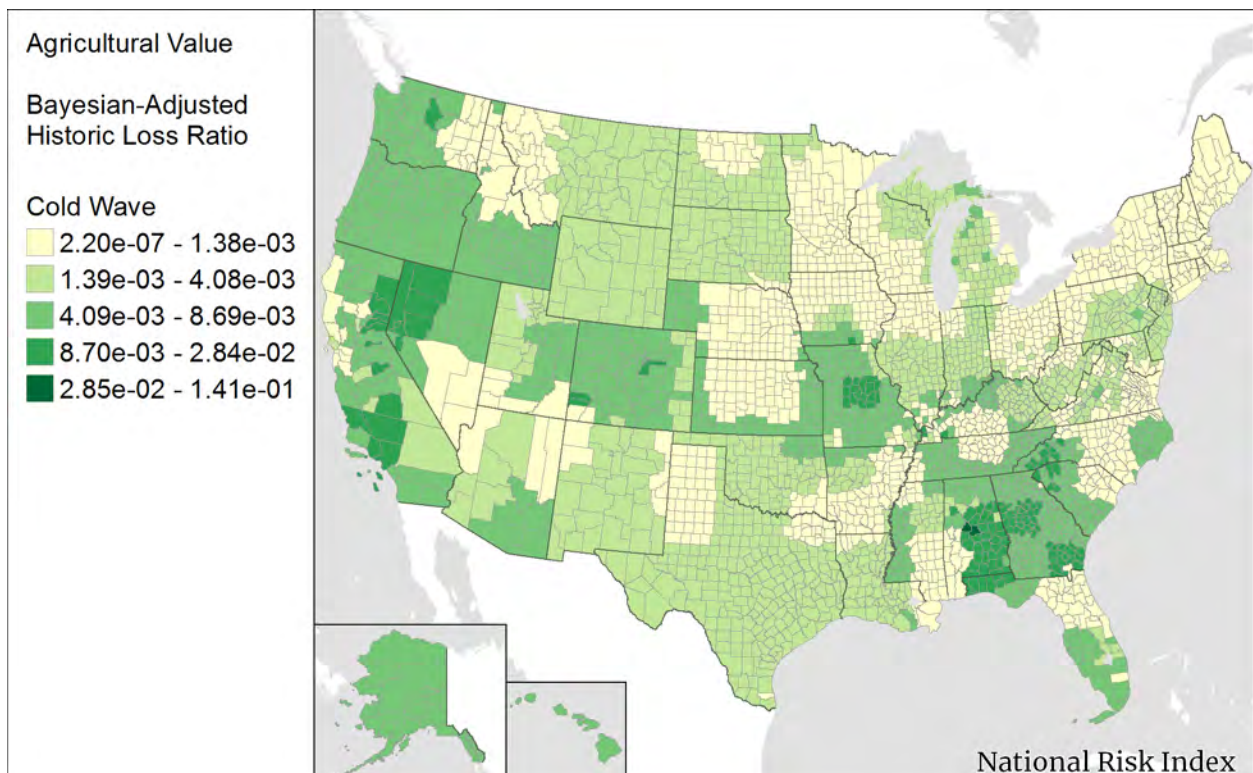 Agricultural Value
Bayesian-Adjusted
Historic Loss Ratio
Cold Wave
2.20e-07 - 1.38e-03
1.39e-03 - 4.08e-03
4.09e-03 - 8.69e-03
8.70e-03 - 2.84e-02
2.85e-02 - 1.41e-01
National Risk Index